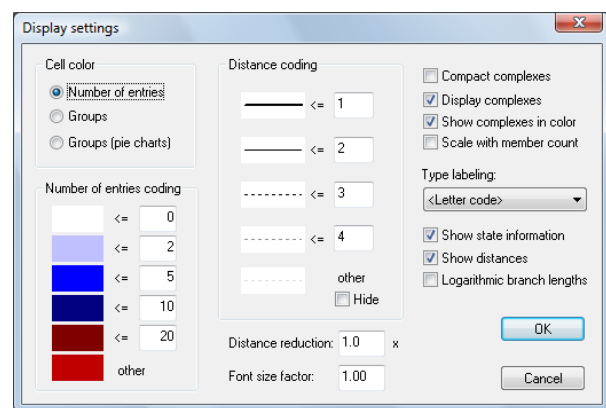 Display settings
Cell color
Number of entries
Groups
Groups (pie charts)
Number of entries coding
<= 0
<= 2
<= 5
<= 10
<= 20
other
Distance coding
<= 1
<= 2
<= 3
<= 4
other
Hide
Distance reduction: 1.0 x
Font size factor: 1.00
Compact complexes
Display complexes
Show complexes in color
Scale with member count
Type labeling:
<Letter code>
Show state information
Show distances
Logarithmic branch lengths
OK
Cancel